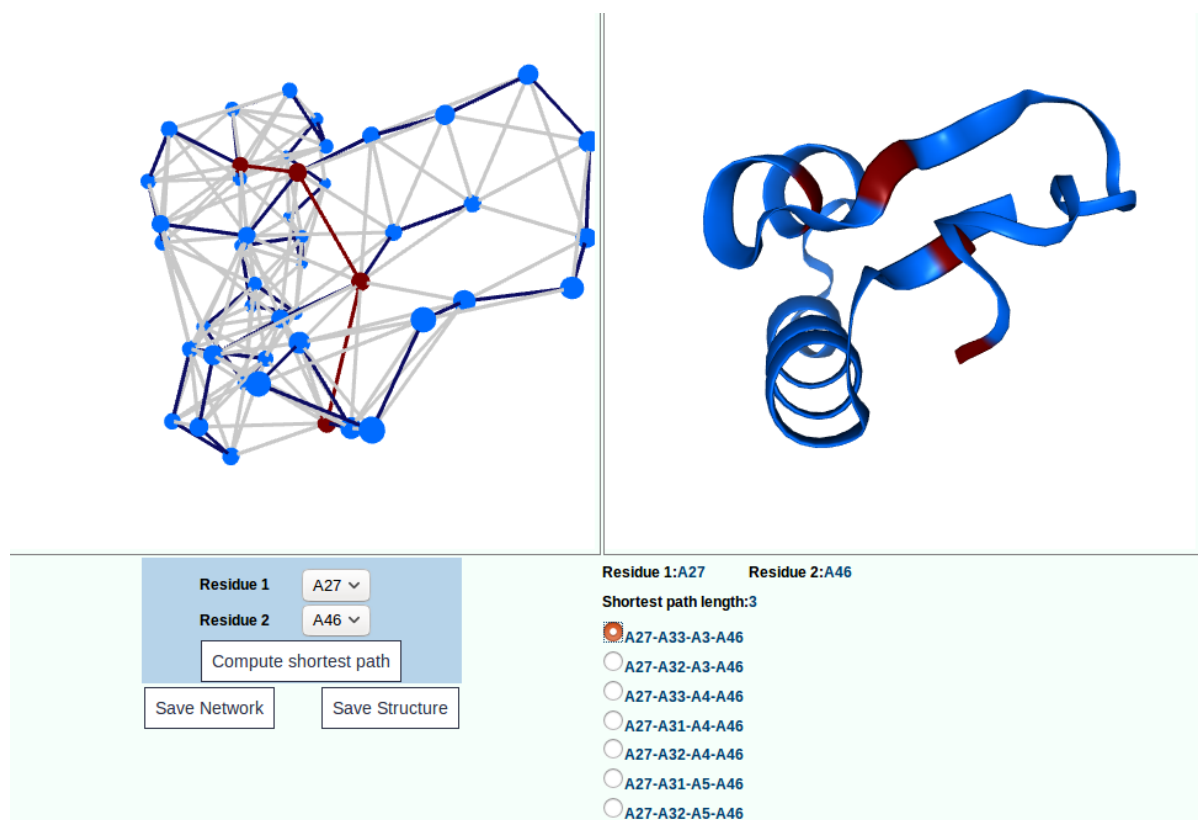 Residue 1 A27
Residue 2 A46
Compute shortest path
Save Network Save Structure
Residue 1:A27 Residue 2:A46
Shortest path length:3
A27-A33-A3-A46
A27-A32-A3-A46
A27-A33-A4-A46
A27-A31-A4-A46
A27-A32-A4-A46
A27-A31-A5-A46
A27-A32-A5-A46